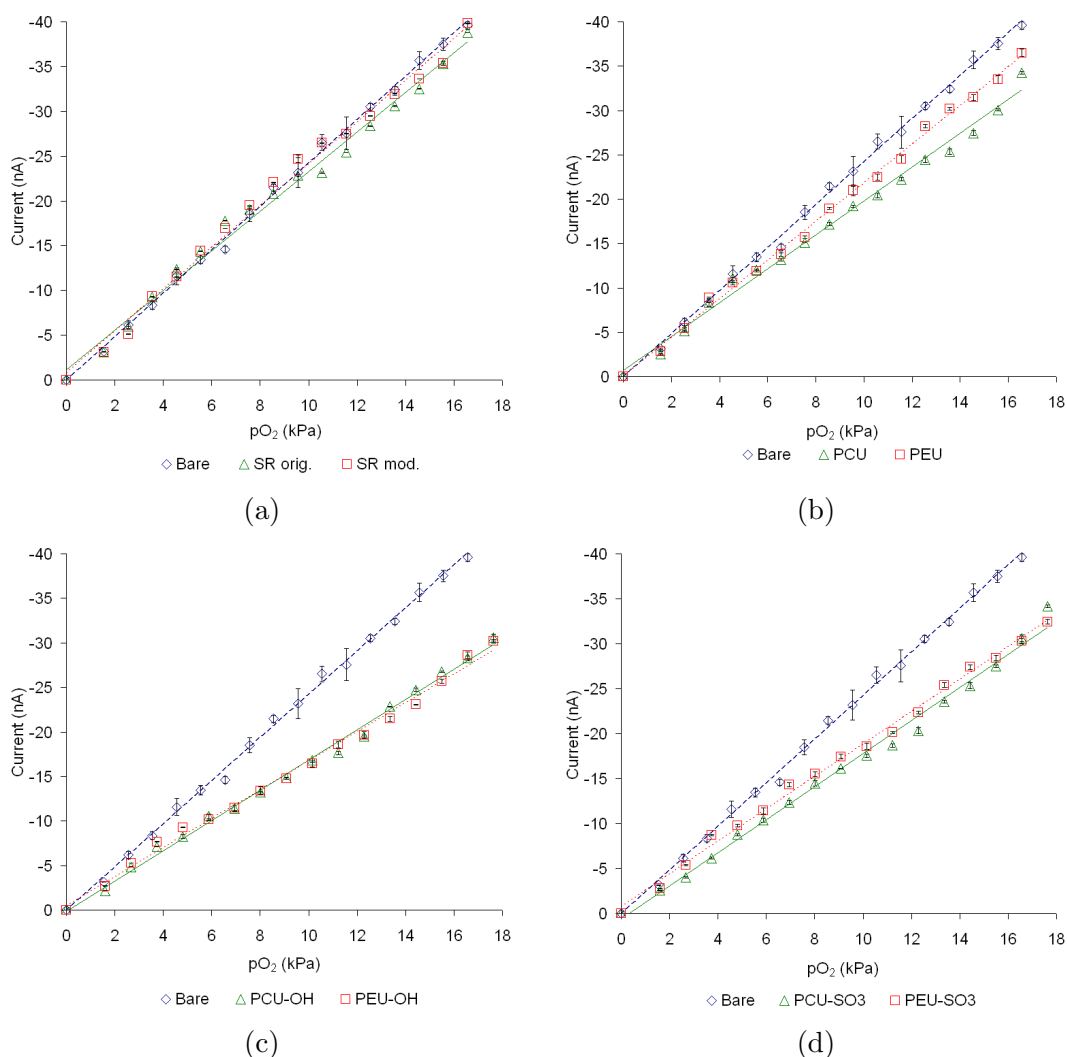 -40
-35
-30
-25
-20
-15
-10
-5
0
Current (nA)
0 2 4 6 8 10 12 14 16 18
pO₂ (kPa)
Bare SR orig. SR mod.
(a)
-40
-35
-30
-25
-20
-15
-10
-5
0
Current (nA)
0 2 4 6 8 10 12 14 16 18
pO₂ (kPa)
Bare PCU PEU
(b)
-40
-35
-30
-25
-20
-15
-10
-5
0
Current (nA)
0 2 4 6 8 10 12 14 16 18
pO₂ (kPa)
Bare PCU-OH PEU-OH
(c)
-40
-35
-30
-25
-20
-15
-10
-5
0
Current (nA)
0 2 4 6 8 10 12 14 16 18
pO₂ (kPa)
Bare PCU-SO3 PEU-SO3
(d)